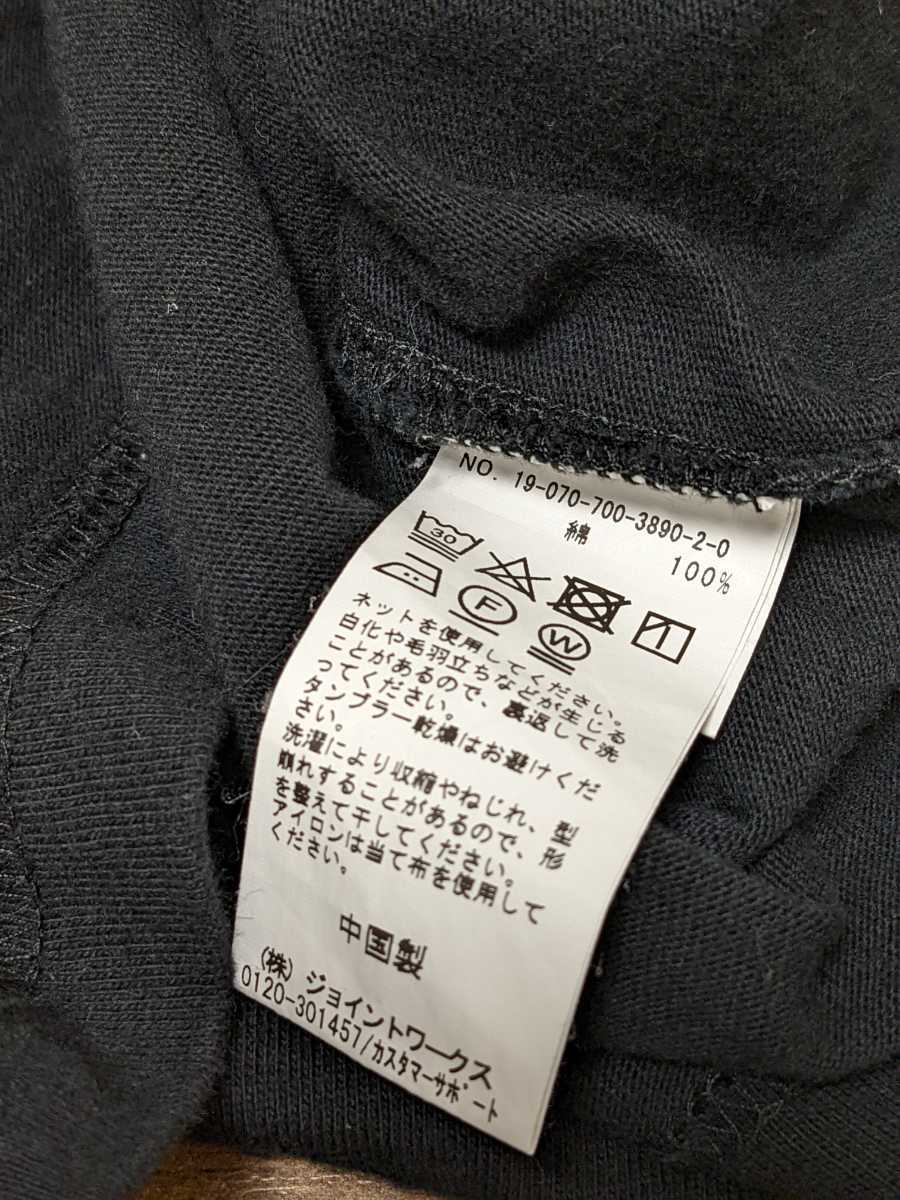 NO. 19-070-700-3890-2-0
綿 100%
30
F W
ネットを使用してください。
白化や毛羽立ちなどが生じる
ことがあるので、裏返して洗
ってください。
タンブラー乾燥はお避けくだ
さい。
洗濯により収縮やねじれ、型
崩れすることがあるので、形
を整えて干してください。
アイロンは当て布を使用して
ください。
中国製
(株) ジョイントワークス
0120-301457/カスタマーサポート